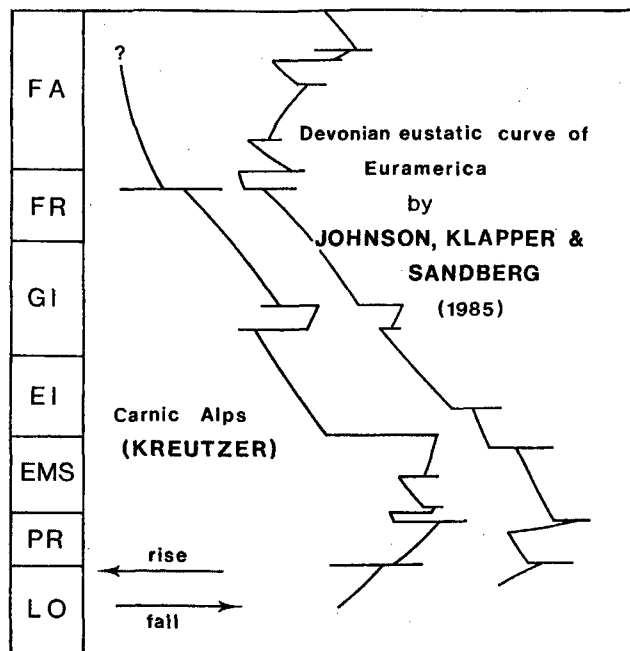 ?
FA
Devonian eustatic curve of
Euramerica
by
JOHNSON, KLAPPER &
SANDBERG
(1985)
FR
GI
EI
Carnic Alps
(KREUTZER)
EMS
PR
rise
LO
fall